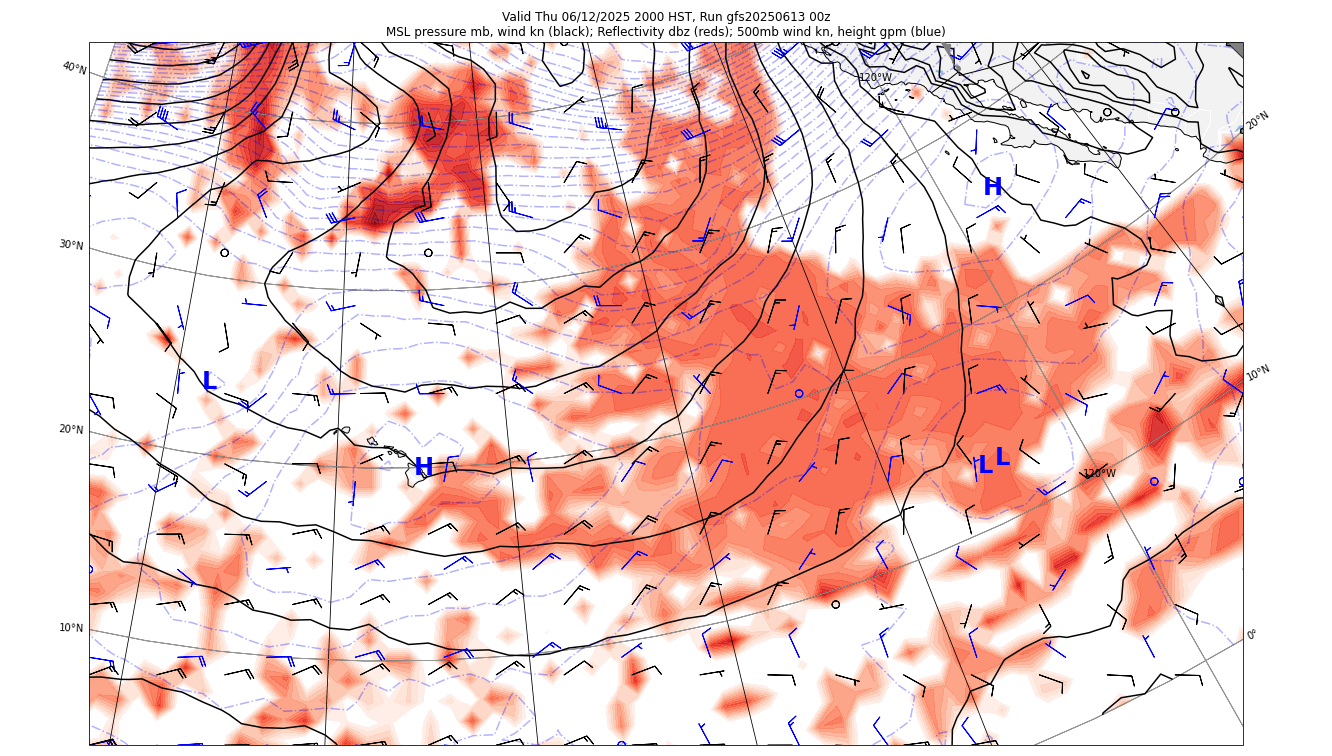 Valid Thu 06/12/2025 2000 HST, Run gfs20250613 00z
MSL pressure mb, wind kn (black); Reflectivity dbz (reds); 500mb wind kn, height gpm (blue)
40°N
120°W
20°N
H
30°N
L
10°N
20°N
H
L L
110°W
10°N
0°